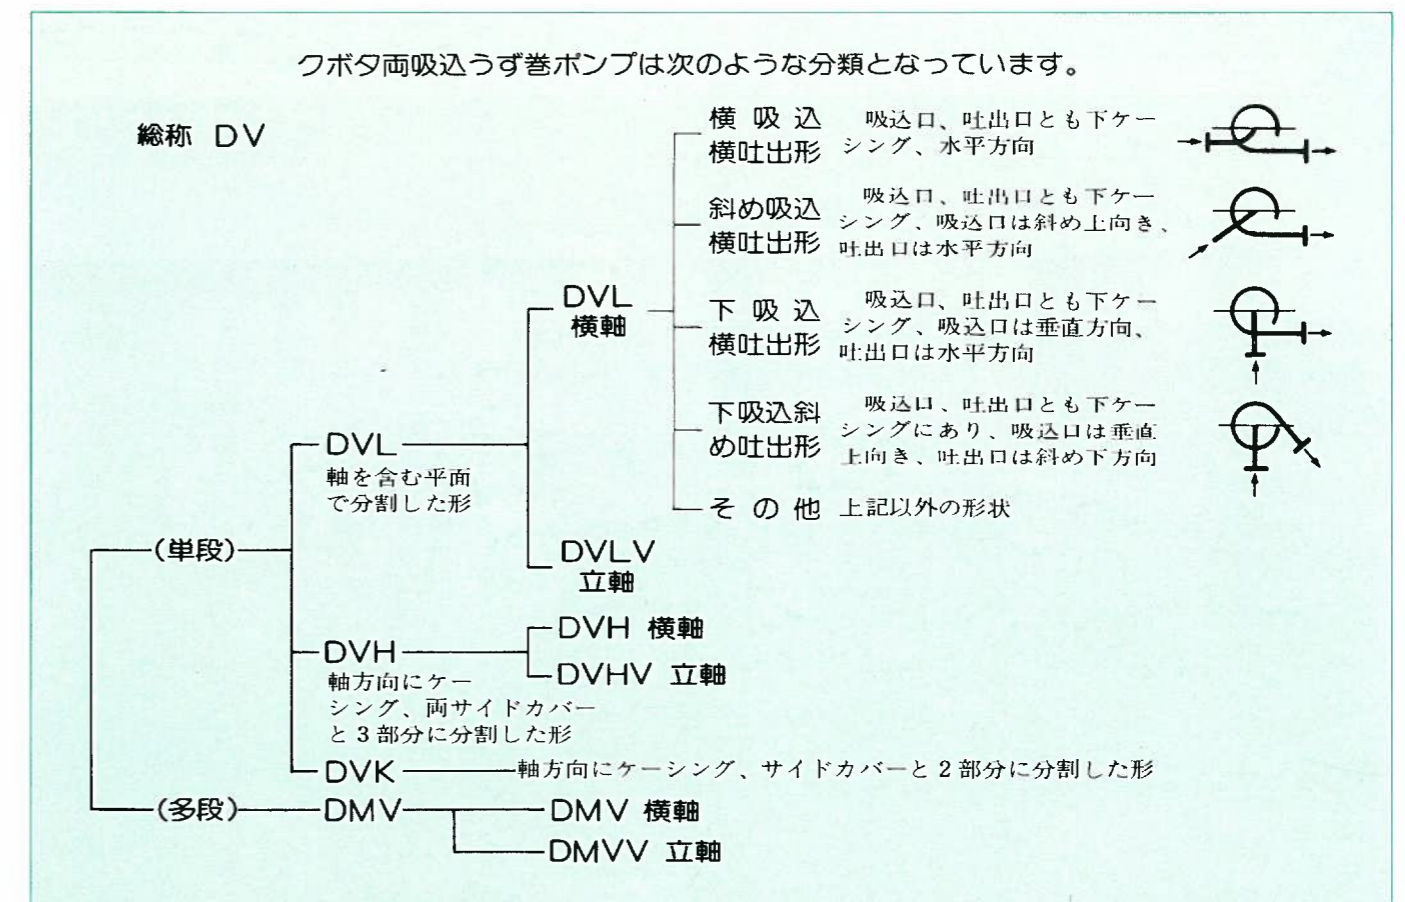 クボタ両吸込うず巻ポンプは次のような分類となっています。
総称 DV
横吸込
横吐出形
吸込口、吐出口とも下ケー
シング、水平方向
斜め吸込
横吐出形
吸込口、吐出口とも下ケー
シング、吸込口は斜め上向き、
吐出口は水平方向
DVL
横軸
下吸込
横吐出形
吸込口、吐出口とも下ケー
シング、吸込口は垂直方向、
吐出口は水平方向
下吸込斜
め吐出形
吸込口、吐出口とも下ケー
シングにあり、吸込口は垂直
上向き、吐出口は斜め下方向
DVL
軸を含む平面
で分割した形
その他 上記以外の形状
(単段)
DVLV
立軸
DVH
軸方向にケー
シング、両サイドカバー
と3部分に分割した形
DVH 横軸
DVHV 立軸
DVK
軸方向にケーシング、サイドカバーと2部分に分割した形
(多段)
DMV
DMV 横軸
DMVV 立軸